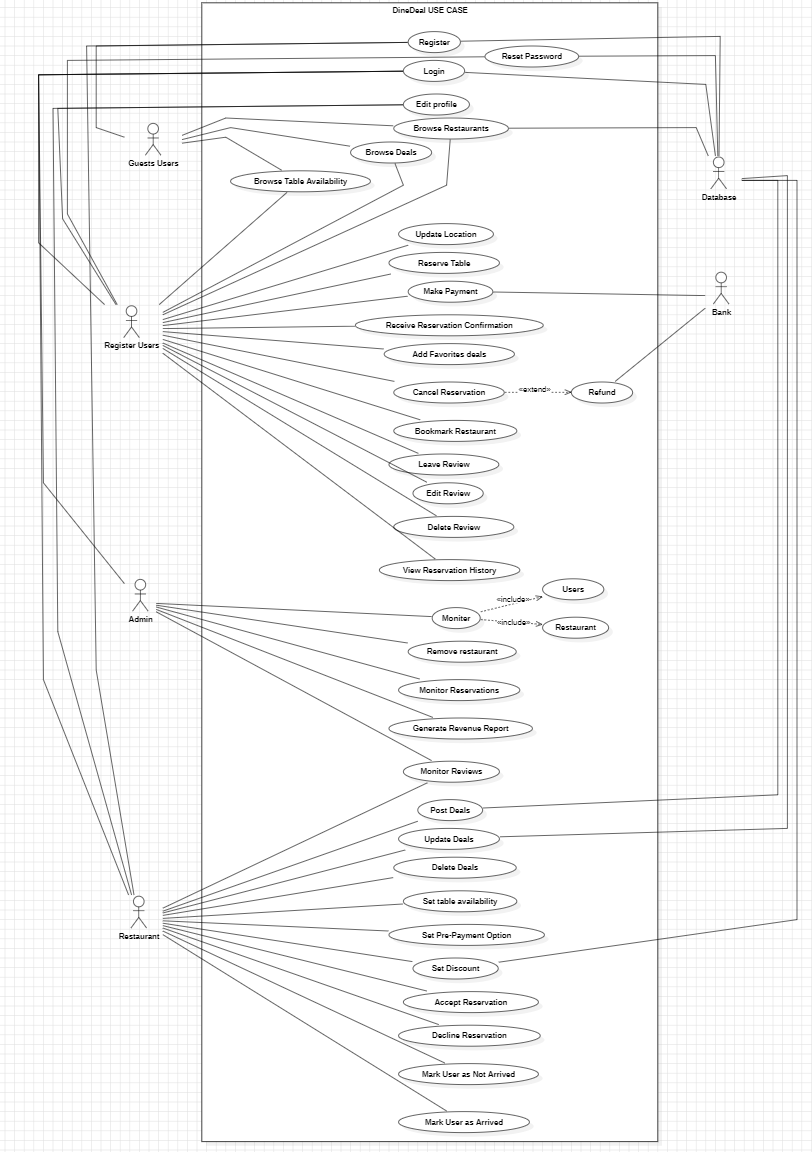 DineDeal USE CASE
Register
Reset Password
Login
Edit profile
Browse Restaurants
Guests Users
Browse Deals
Browse Table Availability
Database
Update Location
Reserve Table
Make Payment
Bank
Receive Reservation Confirmation
Register Users
Add Favorites deals
Cancel Reservation
«extend»
Refund
Bookmark Restaurant
Leave Review
Edit Review
Delete Review
View Reservation History
Users
«include»
Admin
Moniter
«include»
Restaurant
Remove restaurant
Monitor Reservations
Generate Revenue Report
Monitor Reviews
Post Deals
Update Deals
Delete Deals
Set table availability
Restaurant
Set Pre-Payment Option
Set Discount
Accept Reservation
Decline Reservation
Mark User as Not Arrived
Mark User as Arrived